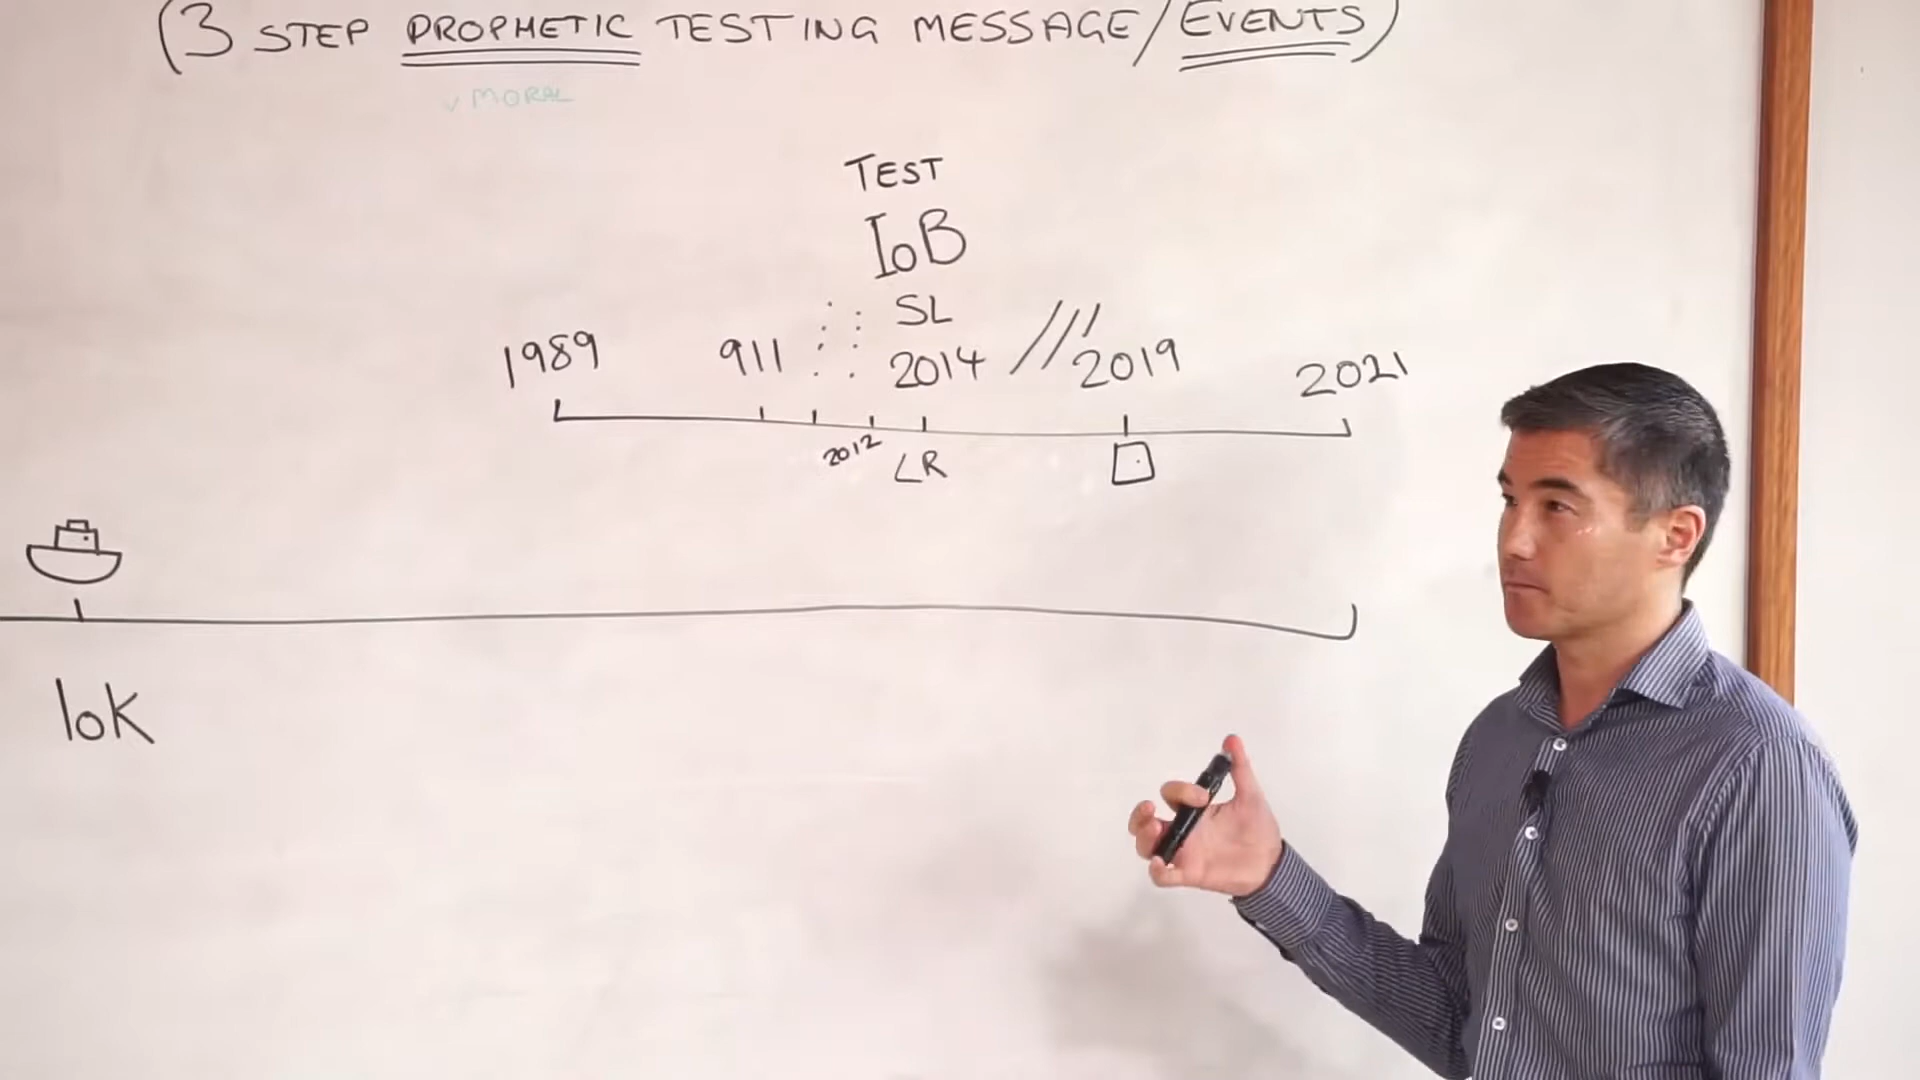 (3 STEP PROPHETIC TESTING MESSAGE/EVENTS)
v MORAL
TEST
IoB
SL
1989 911 2014 2019 2021
2012
LR
IoK